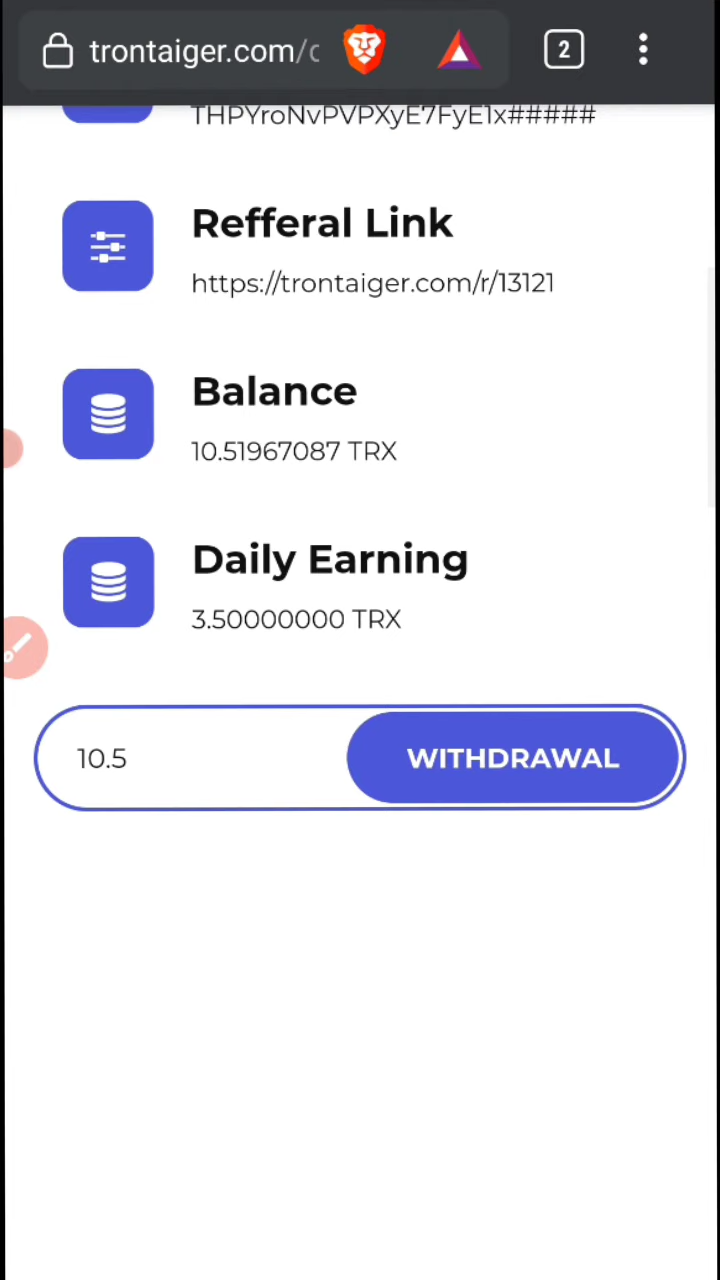 trontaiger.com/c
2
THPYroNvPVPXyE7FyE1x#####
Refferal Link
https://trontaiger.com/r/13121
Balance
10.51967087 TRX
Daily Earning
3.50000000 TRX
10.5
WITHDRAWAL